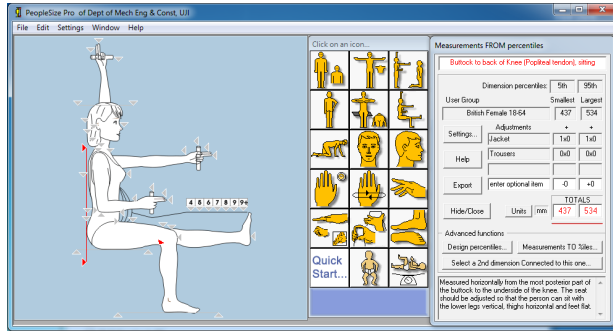 PeopleSize Pro of Dept of Mech Eng & Const, UJI
File Edit Settings Window Help
Click on an icon...
4 5 6 7 8 9 9+
Quick
Start...
Measurements FROM percentiles
Buttock to back of Knee (Popliteal tendon), sitting
Dimension percentiles: 5th 95th
User Group Smallest Largest
British Female 18-64 437 534
Settings... Adjustments + +
Jacket 1x0 1x0
Help Trousers 0x0 0x0
Export enter optional item -0 +0
TOTALS
Hide/Close Units mm 437 534
Advanced functions
Design percentiles... Measurements TO %iles...
Select a 2nd dimension Connected to this one...
Measured horizontally from the most posterior part of
the buttock to the underside of the knee. The seat
should be adjusted so that the person can sit with
the lower legs vertical, thighs horizontal and feet flat.